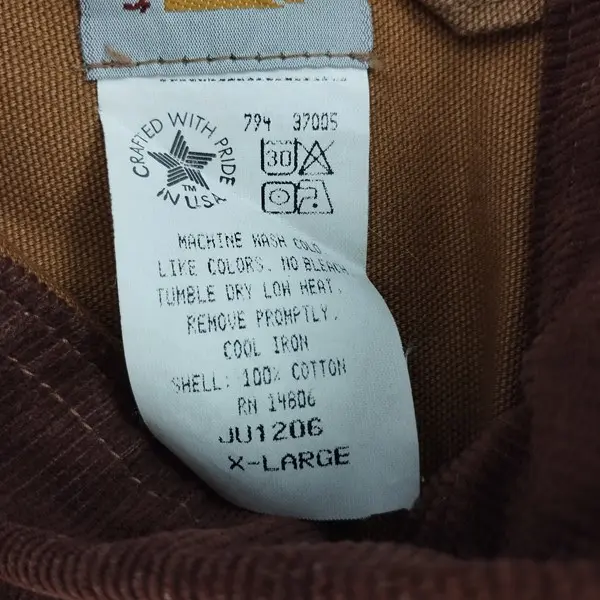 CRAFTED WITH PRIDE
IN U.S.A.
TM
794 37005
30
MACHINE WASH COLD
LIKE COLORS. NO BLEACH
TUMBLE DRY LOW HEAT.
REMOVE PROMPTLY.
COOL IRON
SHELL: 100% COTTON
RN 14806
JU1206
X-LARGE